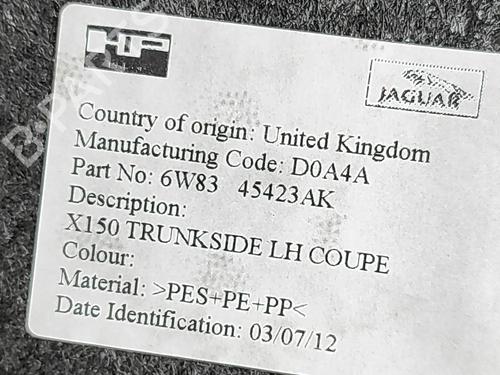 HP
JAGUAR
Country of origin: United Kingdom
Manufacturing Code: D0A4A
Part No: 6W83 45423AK
Description:
X150 TRUNKSIDE LH COUPE
Colour:
Material: >PES+PE+PP<
Date Identification: 03/07/12
B-PARTS